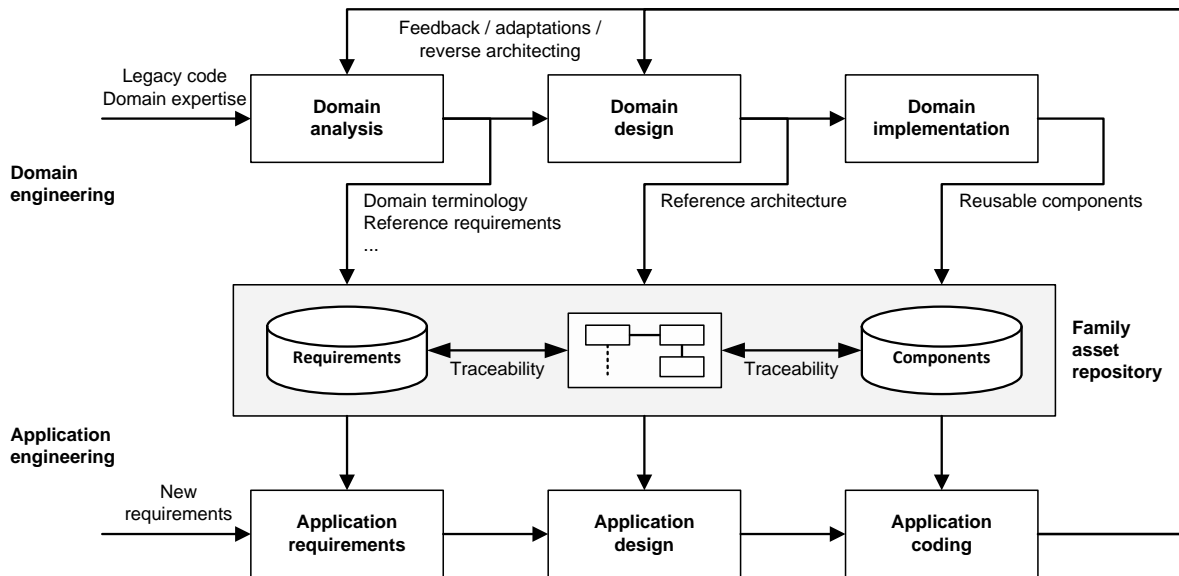 Feedback / adaptations /
reverse architecting
Legacy code
Domain expertise
Domain
analysis
Domain
design
Domain
implementation
Domain
engineering
Domain terminology
Reference requirements
...
Reference architecture
Reusable components
Requirements
Traceability
Traceability
Components
Family
asset
repository
Application
engineering
New
requirements
Application
requirements
Application
design
Application
coding